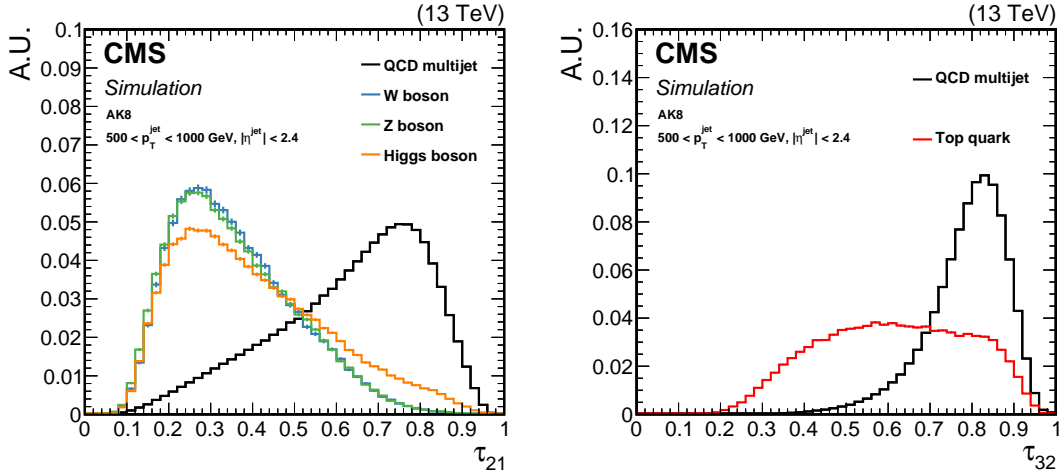 (13 TeV)
A.U.
0.1
0.09
0.08
0.07
0.06
0.05
0.04
0.03
0.02
0.01
0
CMS
Simulation
AK8
500 < p_T^jet < 1000 GeV, |η^jet| < 2.4
QCD multijet
W boson
Z boson
Higgs boson
0 0.1 0.2 0.3 0.4 0.5 0.6 0.7 0.8 0.9 1
τ_21
(13 TeV)
A.U.
0.16
0.14
0.12
0.1
0.08
0.06
0.04
0.02
0
CMS
Simulation
AK8
500 < p_T^jet < 1000 GeV, |η^jet| < 2.4
QCD multijet
Top quark
0 0.1 0.2 0.3 0.4 0.5 0.6 0.7 0.8 0.9 1
τ_32